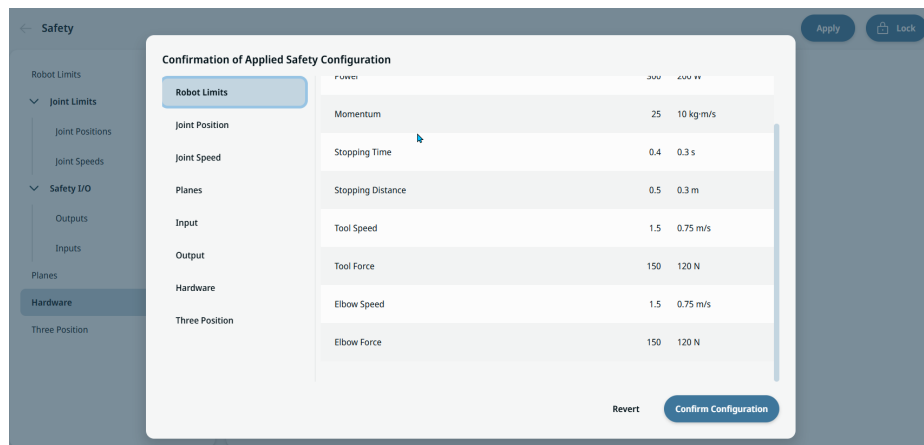 Safety
Apply
Lock
Robot Limits
Joint Limits
Joint Positions
Joint Speeds
Safety I/O
Outputs
Inputs
Planes
Hardware
Three Position
Confirmation of Applied Safety Configuration
Robot Limits
Joint Position
Joint Speed
Planes
Input
Output
Hardware
Three Position
Power 300 200 W
Momentum 25 10 kg·m/s
Stopping Time 0.4 0.3 s
Stopping Distance 0.5 0.3 m
Tool Speed 1.5 0.75 m/s
Tool Force 150 120 N
Elbow Speed 1.5 0.75 m/s
Elbow Force 150 120 N
Revert
Confirm Configuration